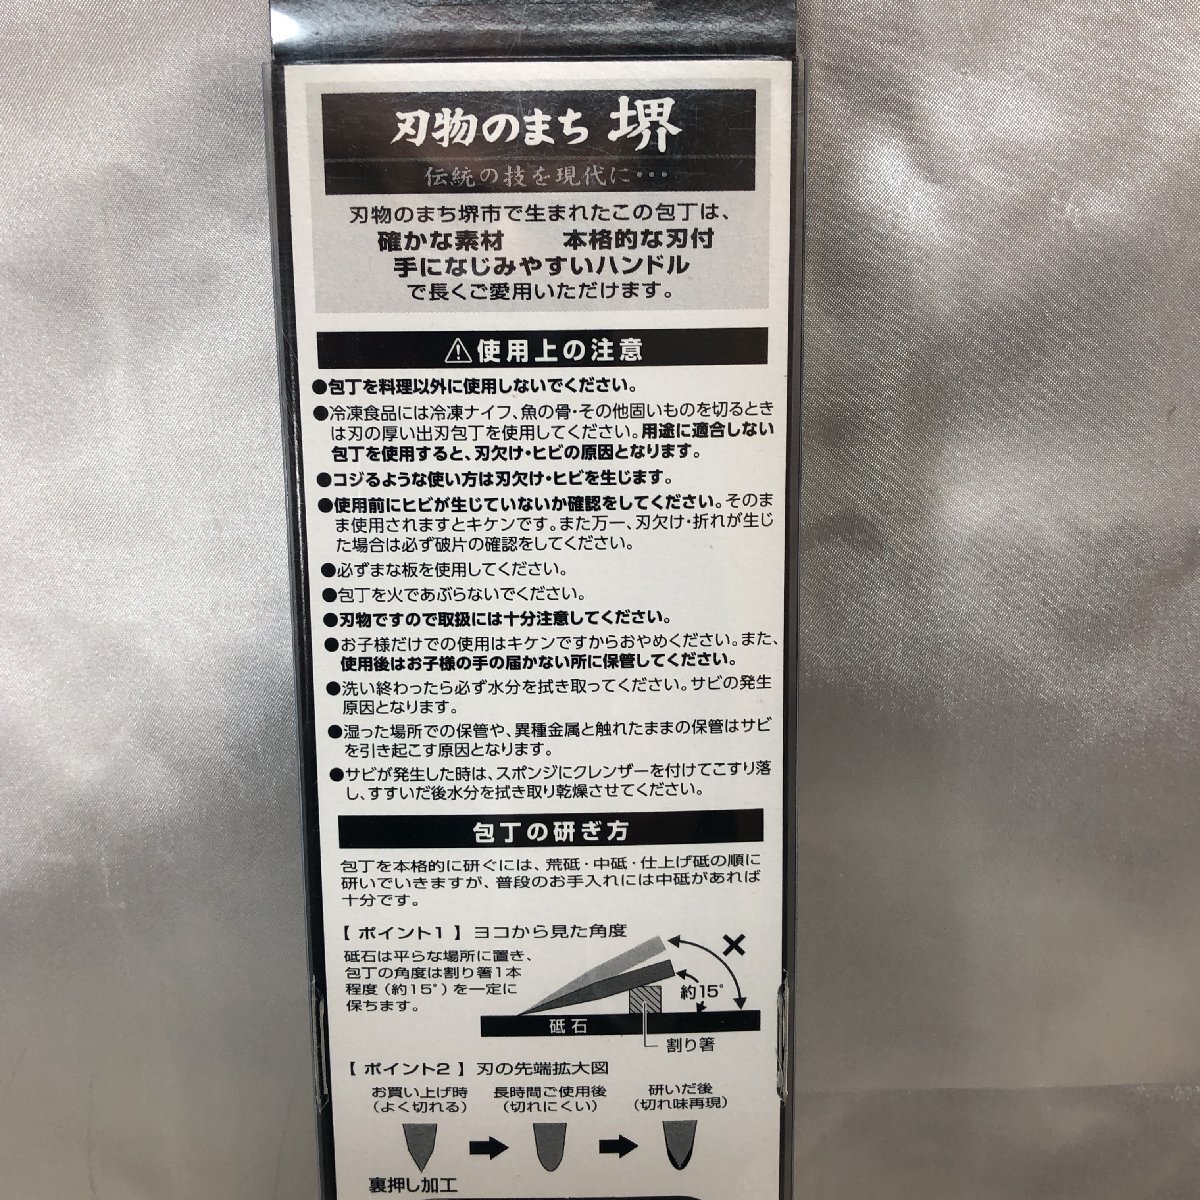 刃物のまち 堺
伝統の技を現代に・・・
刃物のまち堺市で生まれたこの包丁は、
確かな素材 本格的な刃付
手になじみやすいハンドル
で長くご愛用いただけます。
⚠使用上の注意
●包丁を料理以外に使用しないでください。
●冷凍食品には冷凍ナイフ、魚の骨・その他固いものを切るとき
は刃の厚い出刃包丁を使用してください。用途に適合しない
包丁を使用すると、刃欠け・ヒビの原因となります。
●コジるような使い方は刃欠け・ヒビを生じます。
●使用前にヒビが生じていないか確認をしてください。そのま
ま使用されますとキケンです。また万一、刃欠け・折れが生じ
た場合は必ず破片の確認をしてください。
●必ずまな板を使用してください。
●包丁を火であぶらないでください。
●刃物ですので取扱には十分注意してください。
●お子様だけでの使用はキケンですからおやめください。また、
使用後はお子様の手の届かない所に保管してください。
●洗い終わったら必ず水分を拭き取ってください。サビの発生
原因となります。
●湿った場所での保管や、異種金属と触れたままの保管はサビ
を引き起こす原因となります。
●サビが発生した時は、スポンジにクレンザーを付けてこすり落
し、すすいだ後水分を拭き取り乾燥させてください。
包丁の研ぎ方
包丁を本格的に研ぐには、荒砥・中砥・仕上げ砥の順に
研いでいきますが、普段のお手入れには中砥があれば
十分です。
【 ポイント1 】 ヨコから見た角度
砥石は平らな場所に置き、
包丁の角度は割り箸1本
程度（約15°）を一定に
保ちます。
約15°
砥石
割り箸
【 ポイント2 】 刃の先端拡大図
お買い上げ時
（よく切れる）
長時間ご使用後
（切れにくい）
研いだ後
（切れ味再現）
裏押し加工